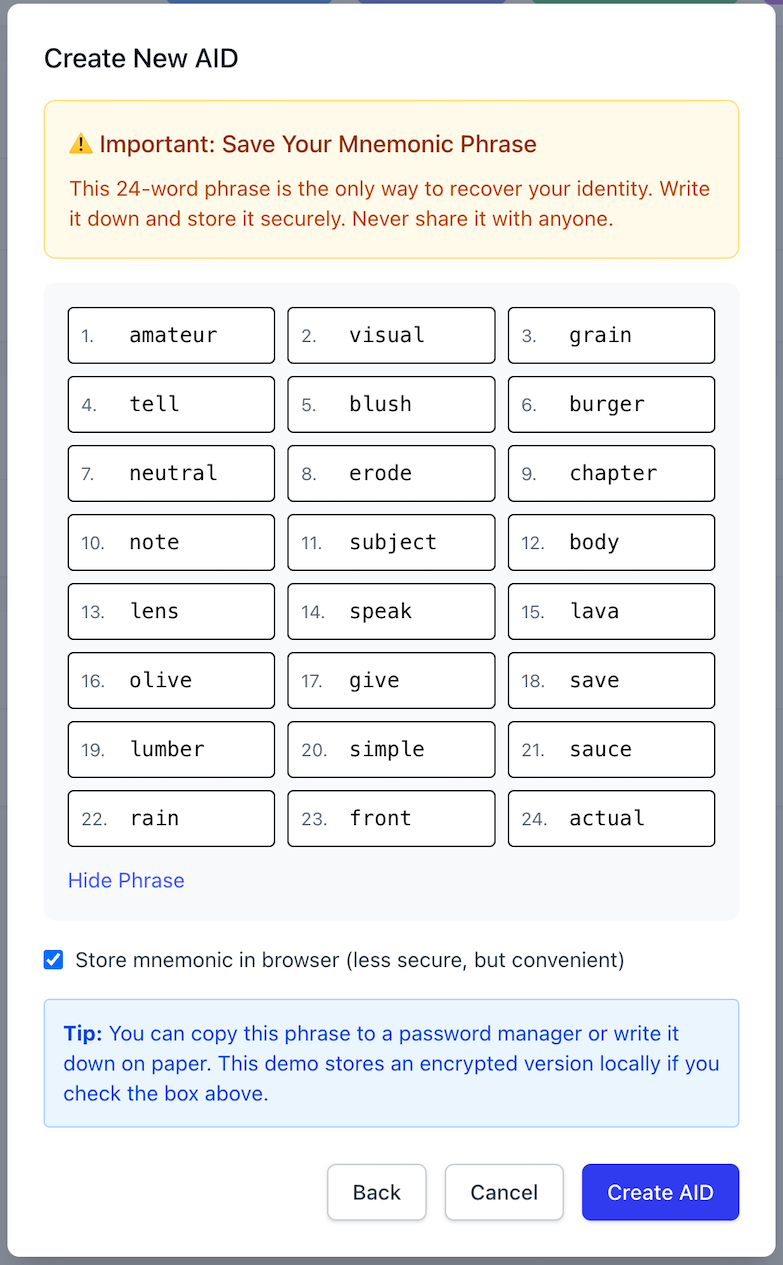 Create New AID
⚠ Important: Save Your Mnemonic Phrase
This 24-word phrase is the only way to recover your identity. Write
it down and store it securely. Never share it with anyone.
1. amateur 2. visual 3. grain
4. tell 5. blush 6. burger
7. neutral 8. erode 9. chapter
10. note 11. subject 12. body
13. lens 14. speak 15. lava
16. olive 17. give 18. save
19. lumber 20. simple 21. sauce
22. rain 23. front 24. actual
Hide Phrase
Store mnemonic in browser (less secure, but convenient)
Tip: You can copy this phrase to a password manager or write it
down on paper. This demo stores an encrypted version locally if you
check the box above.
Back Cancel Create AID